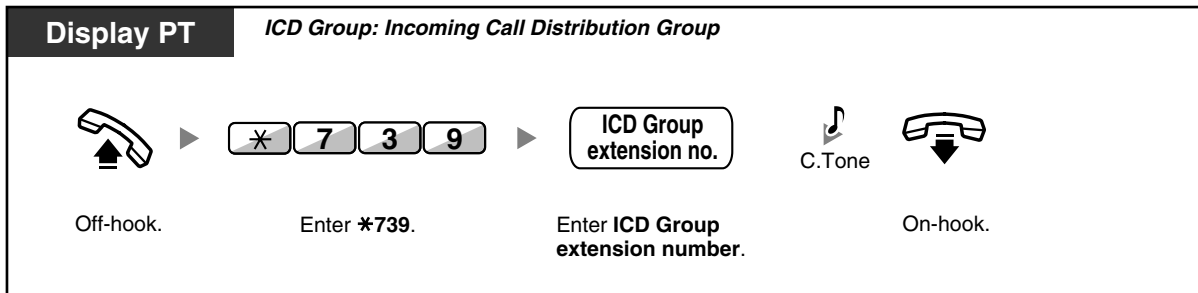 Display PT
ICD Group: Incoming Call Distribution Group
* 7 3 9
ICD Group
extension no.
C.Tone
Off-hook.
Enter *739.
Enter ICD Group
extension number.
On-hook.